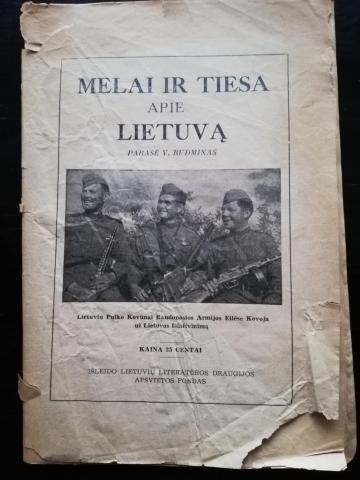 MELAI IR TIESA
APIE
LIETUVĄ
PARAŠĖ V. RUDMINAS
Lietuvių Pulko Kovūnai Raudonosios Armijos Eilėse Kovoja
už Lietuvos Išlaisvinimą
KAINA 25 CENTAI
IŠLEIDO LIETUVIŲ LITERATŪROS DRAUGIJOS
APŠVIETOS FONDAS